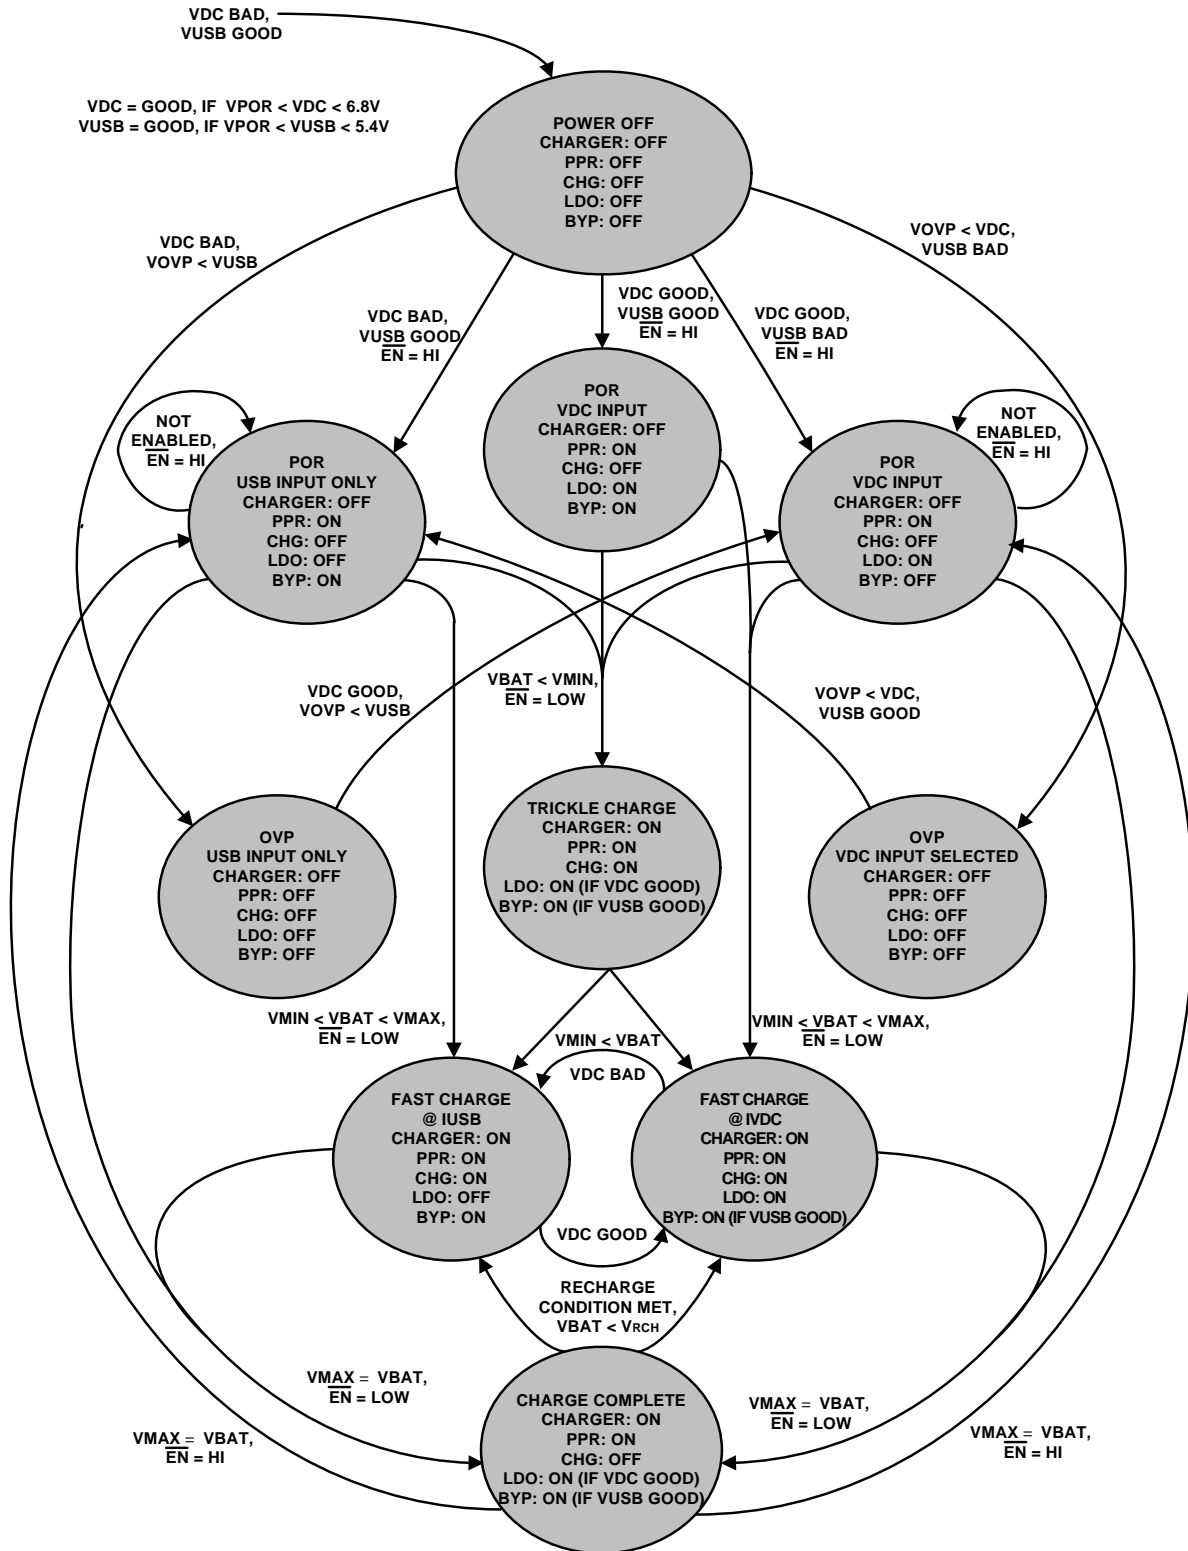 VDC BAD,
VUSB GOOD
VDC = GOOD, IF VPOR < VDC < 6.8V
VUSB = GOOD, IF VPOR < VUSB < 5.4V
POWER OFF
CHARGER: OFF
PPR: OFF
CHG: OFF
LDO: OFF
BYP: OFF
VDC BAD,
VOVP < VUSB
VOVP < VDC,
VUSB BAD
VDC BAD,
VUSB GOOD
EN = HI
VDC GOOD,
VUSB GOOD
EN = HI
VDC GOOD,
VUSB BAD
EN = HI
NOT
ENABLED,
EN = HI
POR
USB INPUT ONLY
CHARGER: OFF
PPR: ON
CHG: OFF
LDO: OFF
BYP: ON
POR
VDC INPUT
CHARGER: OFF
PPR: ON
CHG: OFF
LDO: ON
BYP: ON
POR
VDC INPUT
CHARGER: OFF
PPR: ON
CHG: OFF
LDO: ON
BYP: OFF
NOT
ENABLED,
EN = HI
VDC GOOD,
VOVP < VUSB
VBAT < VMIN,
EN = LOW
VOVP < VDC,
VUSB GOOD
OVP
USB INPUT ONLY
CHARGER: OFF
PPR: OFF
CHG: OFF
LDO: OFF
BYP: OFF
TRICKLE CHARGE
CHARGER: ON
PPR: ON
CHG: ON
LDO: ON (IF VDC GOOD)
BYP: ON (IF VUSB GOOD)
OVP
VDC INPUT SELECTED
CHARGER: OFF
PPR: OFF
CHG: OFF
LDO: OFF
BYP: OFF
VMIN < VBAT < VMAX,
EN = LOW
VMIN < VBAT
VMIN < VBAT < VMAX,
EN = LOW
VDC BAD
FAST CHARGE
@ IUSB
CHARGER: ON
PPR: ON
CHG: ON
LDO: OFF
BYP: ON
FAST CHARGE
@ IVDC
CHARGER: ON
PPR: ON
CHG: ON
LDO: ON
BYP: ON (IF VUSB GOOD)
VDC GOOD
RECHARGE
CONDITION MET,
VBAT < VRCH
VMAX = VBAT,
EN = LOW
VMAX = VBAT,
EN = HI
CHARGE COMPLETE
CHARGER: ON
PPR: ON
CHG: OFF
LDO: ON (IF VDC GOOD)
BYP: ON (IF VUSB GOOD)
VMAX = VBAT,
EN = LOW
VMAX = VBAT,
EN = HI